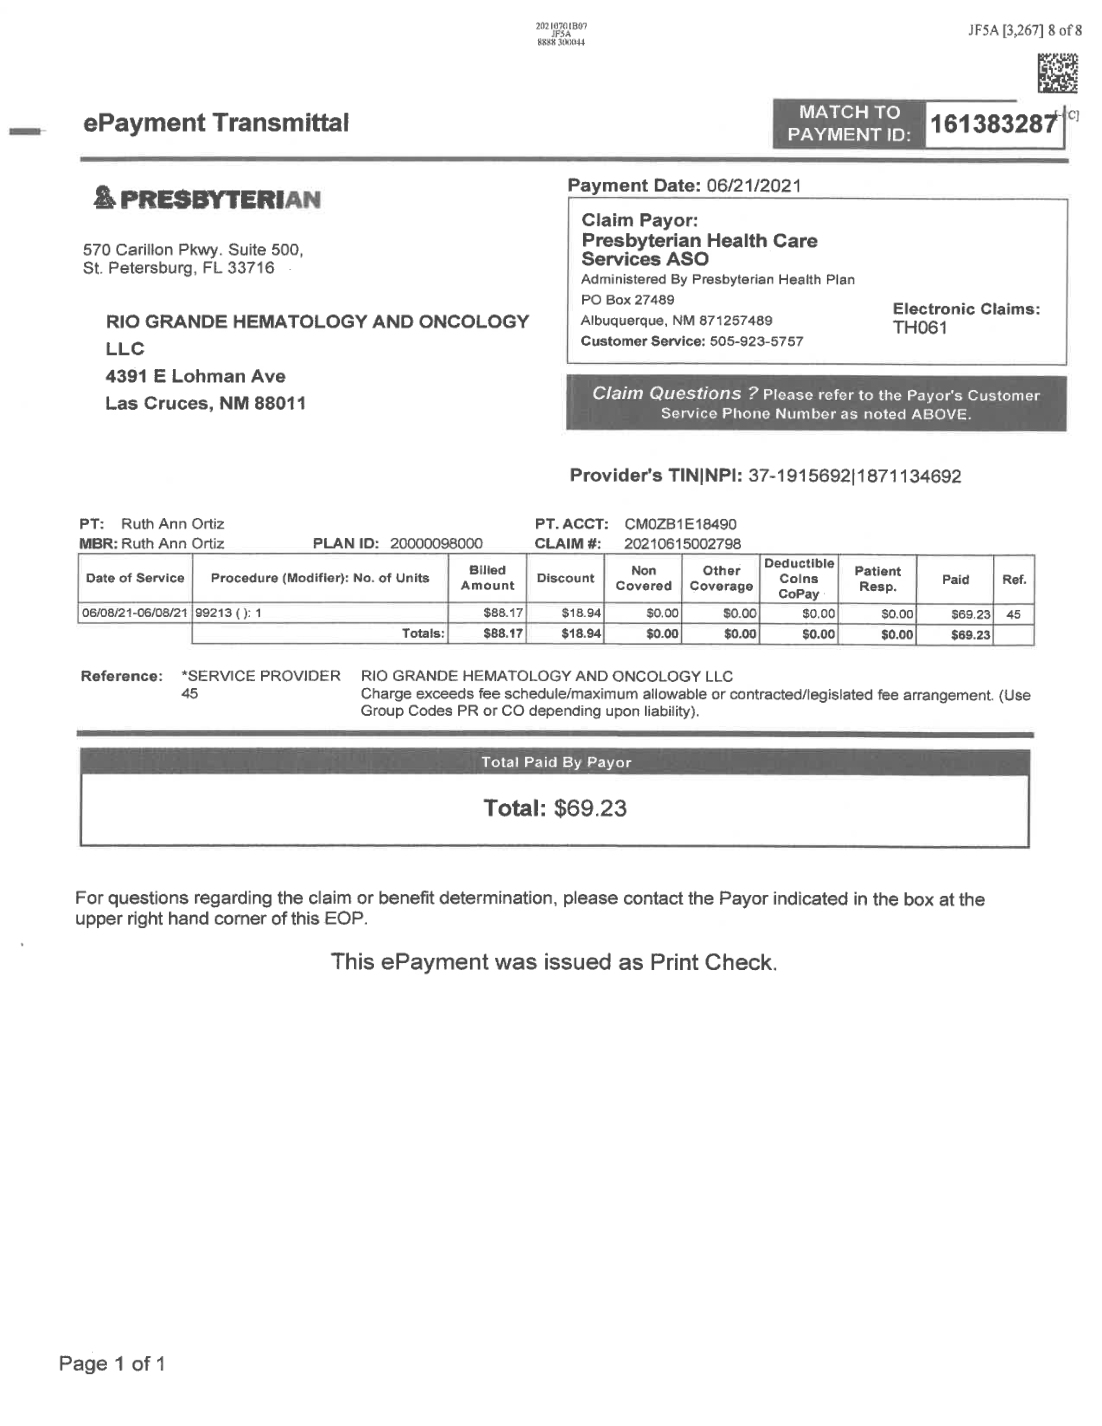 20210701B07
JF5A
8888 300044
JF5A [3,267] 8 of 8
ePayment Transmittal
MATCH TO
PAYMENT ID:
161383287
[C]
PRESBYTERIAN
570 Carillon Pkwy. Suite 500,
St. Petersburg, FL 33716
RIO GRANDE HEMATOLOGY AND ONCOLOGY
LLC
4391 E Lohman Ave
Las Cruces, NM 88011
Payment Date: 06/21/2021
Claim Payor:
Presbyterian Health Care
Services ASO
Administered By Presbyterian Health Plan
PO Box 27489
Albuquerque, NM 871257489
Customer Service: 505-923-5757
Electronic Claims:
TH061
Claim Questions ? Please refer to the Payor's Customer
Service Phone Number as noted ABOVE.
Provider's TIN|NPI: 37-1915692|1871134692
PT: Ruth Ann Ortiz PT. ACCT: CM0ZB1E18490
MBR: Ruth Ann Ortiz PLAN ID: 20000098000 CLAIM #: 20210615002798
Date of Service Procedure (Modifier): No. of Units Billed Amount Discount Non Covered Other Coverage Deductible Coins CoPay Patient Resp. Paid Ref.
06/08/21-06/08/21 99213 ( ): 1 $88.17 $18.94 $0.00 $0.00 $0.00 $0.00 $69.23 45
Totals: $88.17 $18.94 $0.00 $0.00 $0.00 $0.00 $69.23
Reference: *SERVICE PROVIDER RIO GRANDE HEMATOLOGY AND ONCOLOGY LLC
45 Charge exceeds fee schedule/maximum allowable or contracted/legislated fee arrangement. (Use
Group Codes PR or CO depending upon liability).
Total Paid By Payor
Total: $69.23
For questions regarding the claim or benefit determination, please contact the Payor indicated in the box at the
upper right hand corner of this EOP.
This ePayment was issued as Print Check.
Page 1 of 1